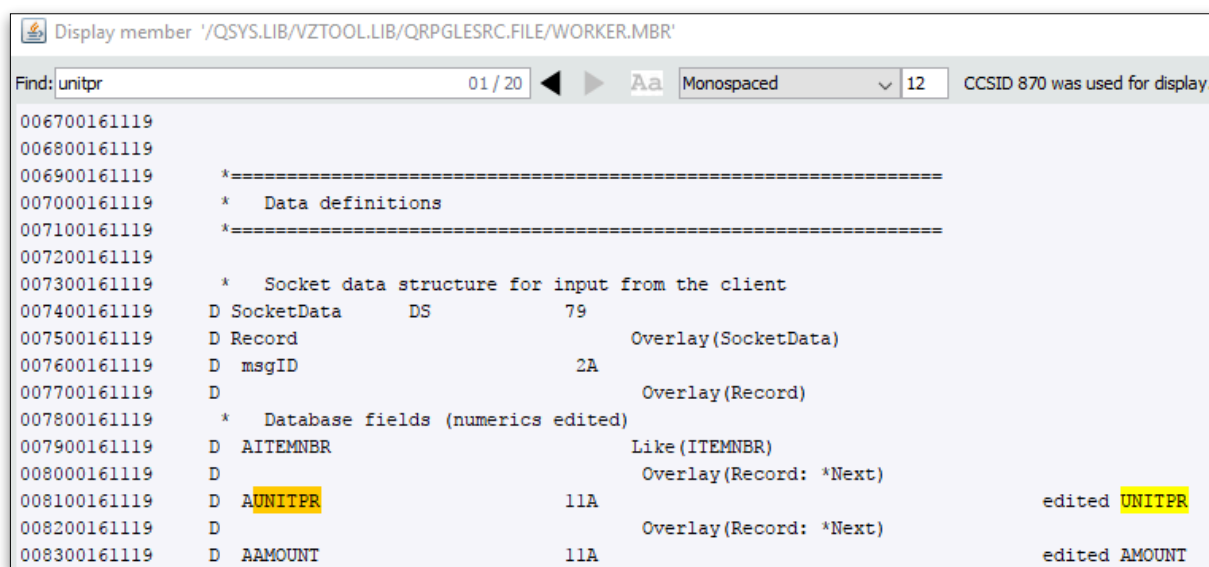 Display member '/QSYS.LIB/VZTOOL.LIB/QRPGLESRC.FILE/WORKER.MBR'
Find: unitpr 01 / 20 Aa Monospaced 12 CCSID 870 was used for display.
006700161119
006800161119
006900161119      *================================================================
007000161119      *   Data definitions
007100161119      *================================================================
007200161119
007300161119      *   Socket data structure for input from the client
007400161119     D SocketData      DS            79
007500161119     D Record                              Overlay(SocketData)
007600161119     D  msgID                         2A
007700161119     D                                      Overlay(Record)
007800161119      *   Database fields (numerics edited)
007900161119     D  AITEMNBR                           Like(ITEMNBR)
008000161119     D                                      Overlay(Record: *Next)
008100161119     D  AUNITPR                      11A                                        edited UNITPR
008200161119     D                                      Overlay(Record: *Next)
008300161119     D  AAMOUNT                      11A                                        edited AMOUNT